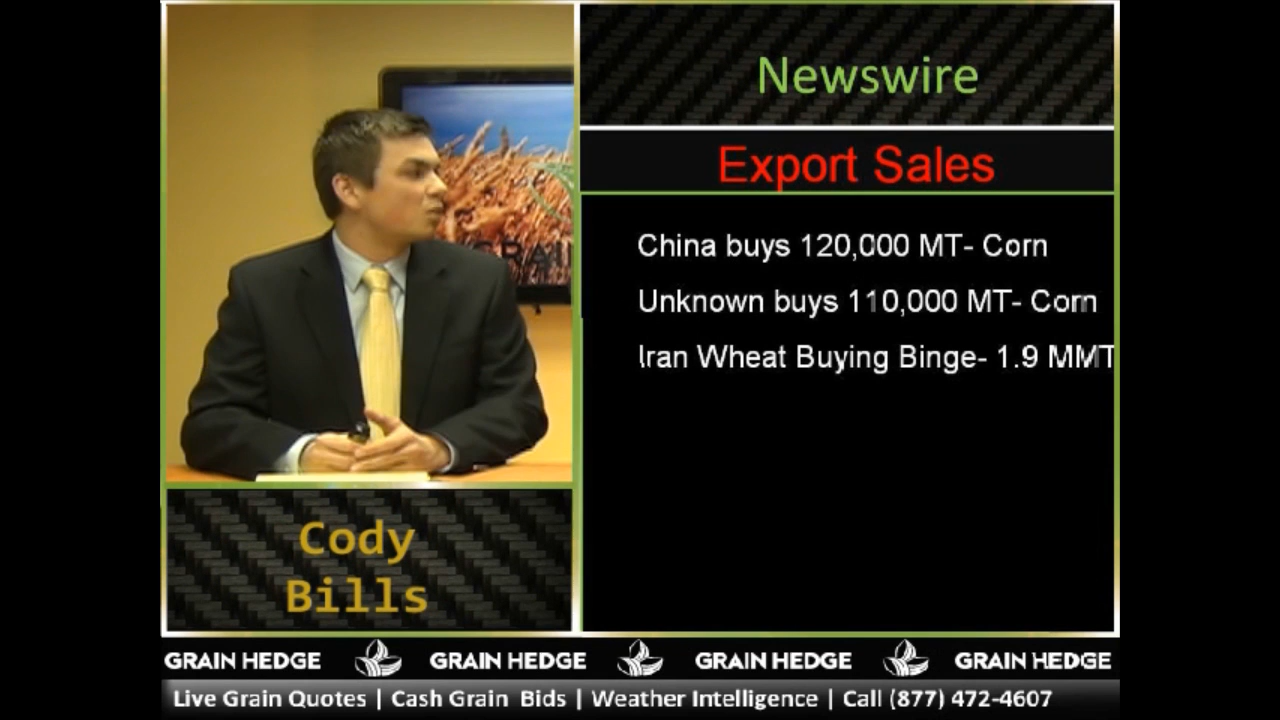 Newswire
Export Sales
China buys 120,000 MT- Corn
Unknown buys 110,000 MT- Corn
Iran Wheat Buying Binge- 1.9 MMT
GRAI
Cody
Bills
GRAIN HEDGE GRAIN HEDGE GRAIN HEDGE GRAIN HEDGE
Live Grain Quotes | Cash Grain Bids | Weather Intelligence | Call (877) 472-4607